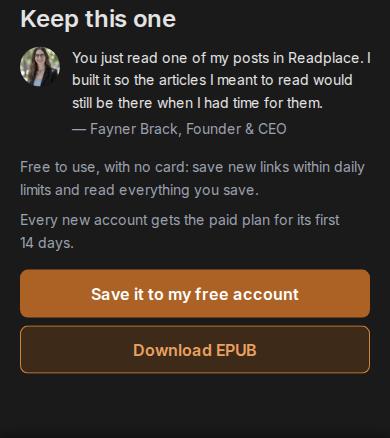 Keep this one
You just read one of my posts in Readplace. I
built it so the articles I meant to read would
still be there when I had time for them.
— Fayner Brack, Founder & CEO
Free to use, with no card: save new links within daily
limits and read everything you save.
Every new account gets the paid plan for its first
14 days.
Save it to my free account
Download EPUB